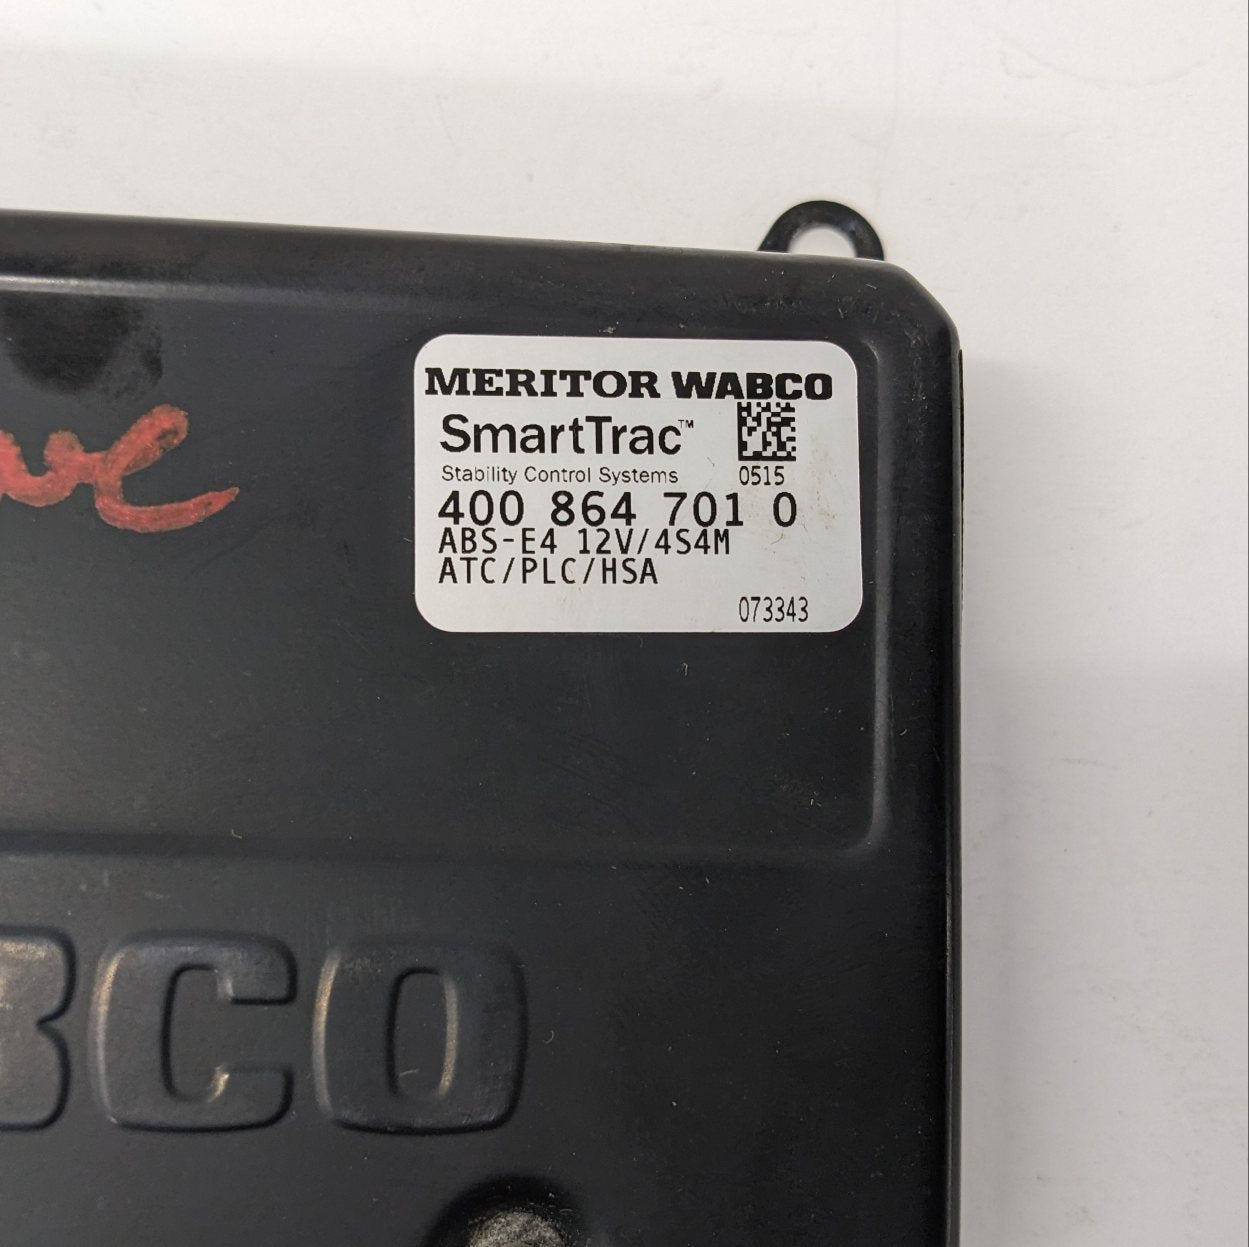 MERITOR WABCO
SmartTrac™
Stability Control Systems 0515
400 864 701 0
ABS-E4 12V/4S4M
ATC/PLC/HSA
073343
BCO